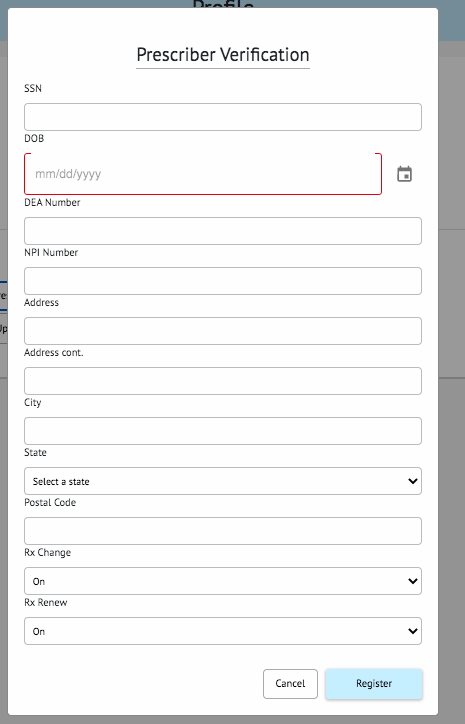 Profile
Prescriber Verification
SSN
DOB
mm/dd/yyyy
DEA Number
NPI Number
Address
Address cont.
City
State
Select a state
Postal Code
Rx Change
On
Rx Renew
On
Cancel
Register